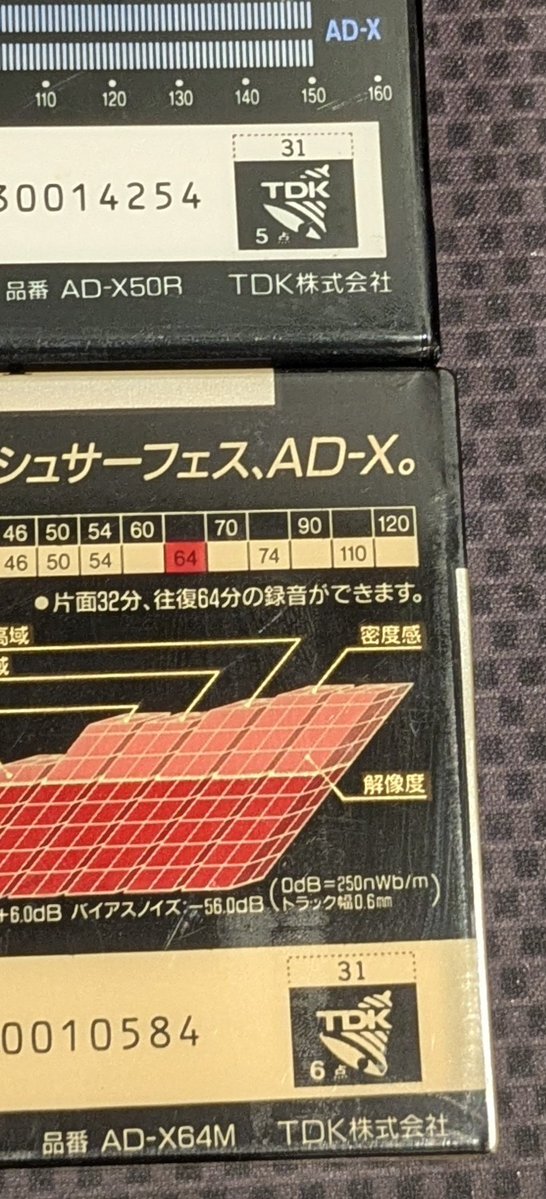 AD-X
110 120 130 140 150 160
31
30014254
TDK
5 点
品番 AD-X50R TDK株式会社
シュサーフェス、AD-X。
46 50 54 60 70 90 120
46 50 54 64 74 110
●片面32分、往復64分の録音ができます。
高域
密度感
域
解像度
+6.0dB バイアスノイズ:−56.0dB (0dB=250nWb/m トラック幅0.6mm)
31
0010584
TDK
6 点
品番 AD-X64M TDK株式会社